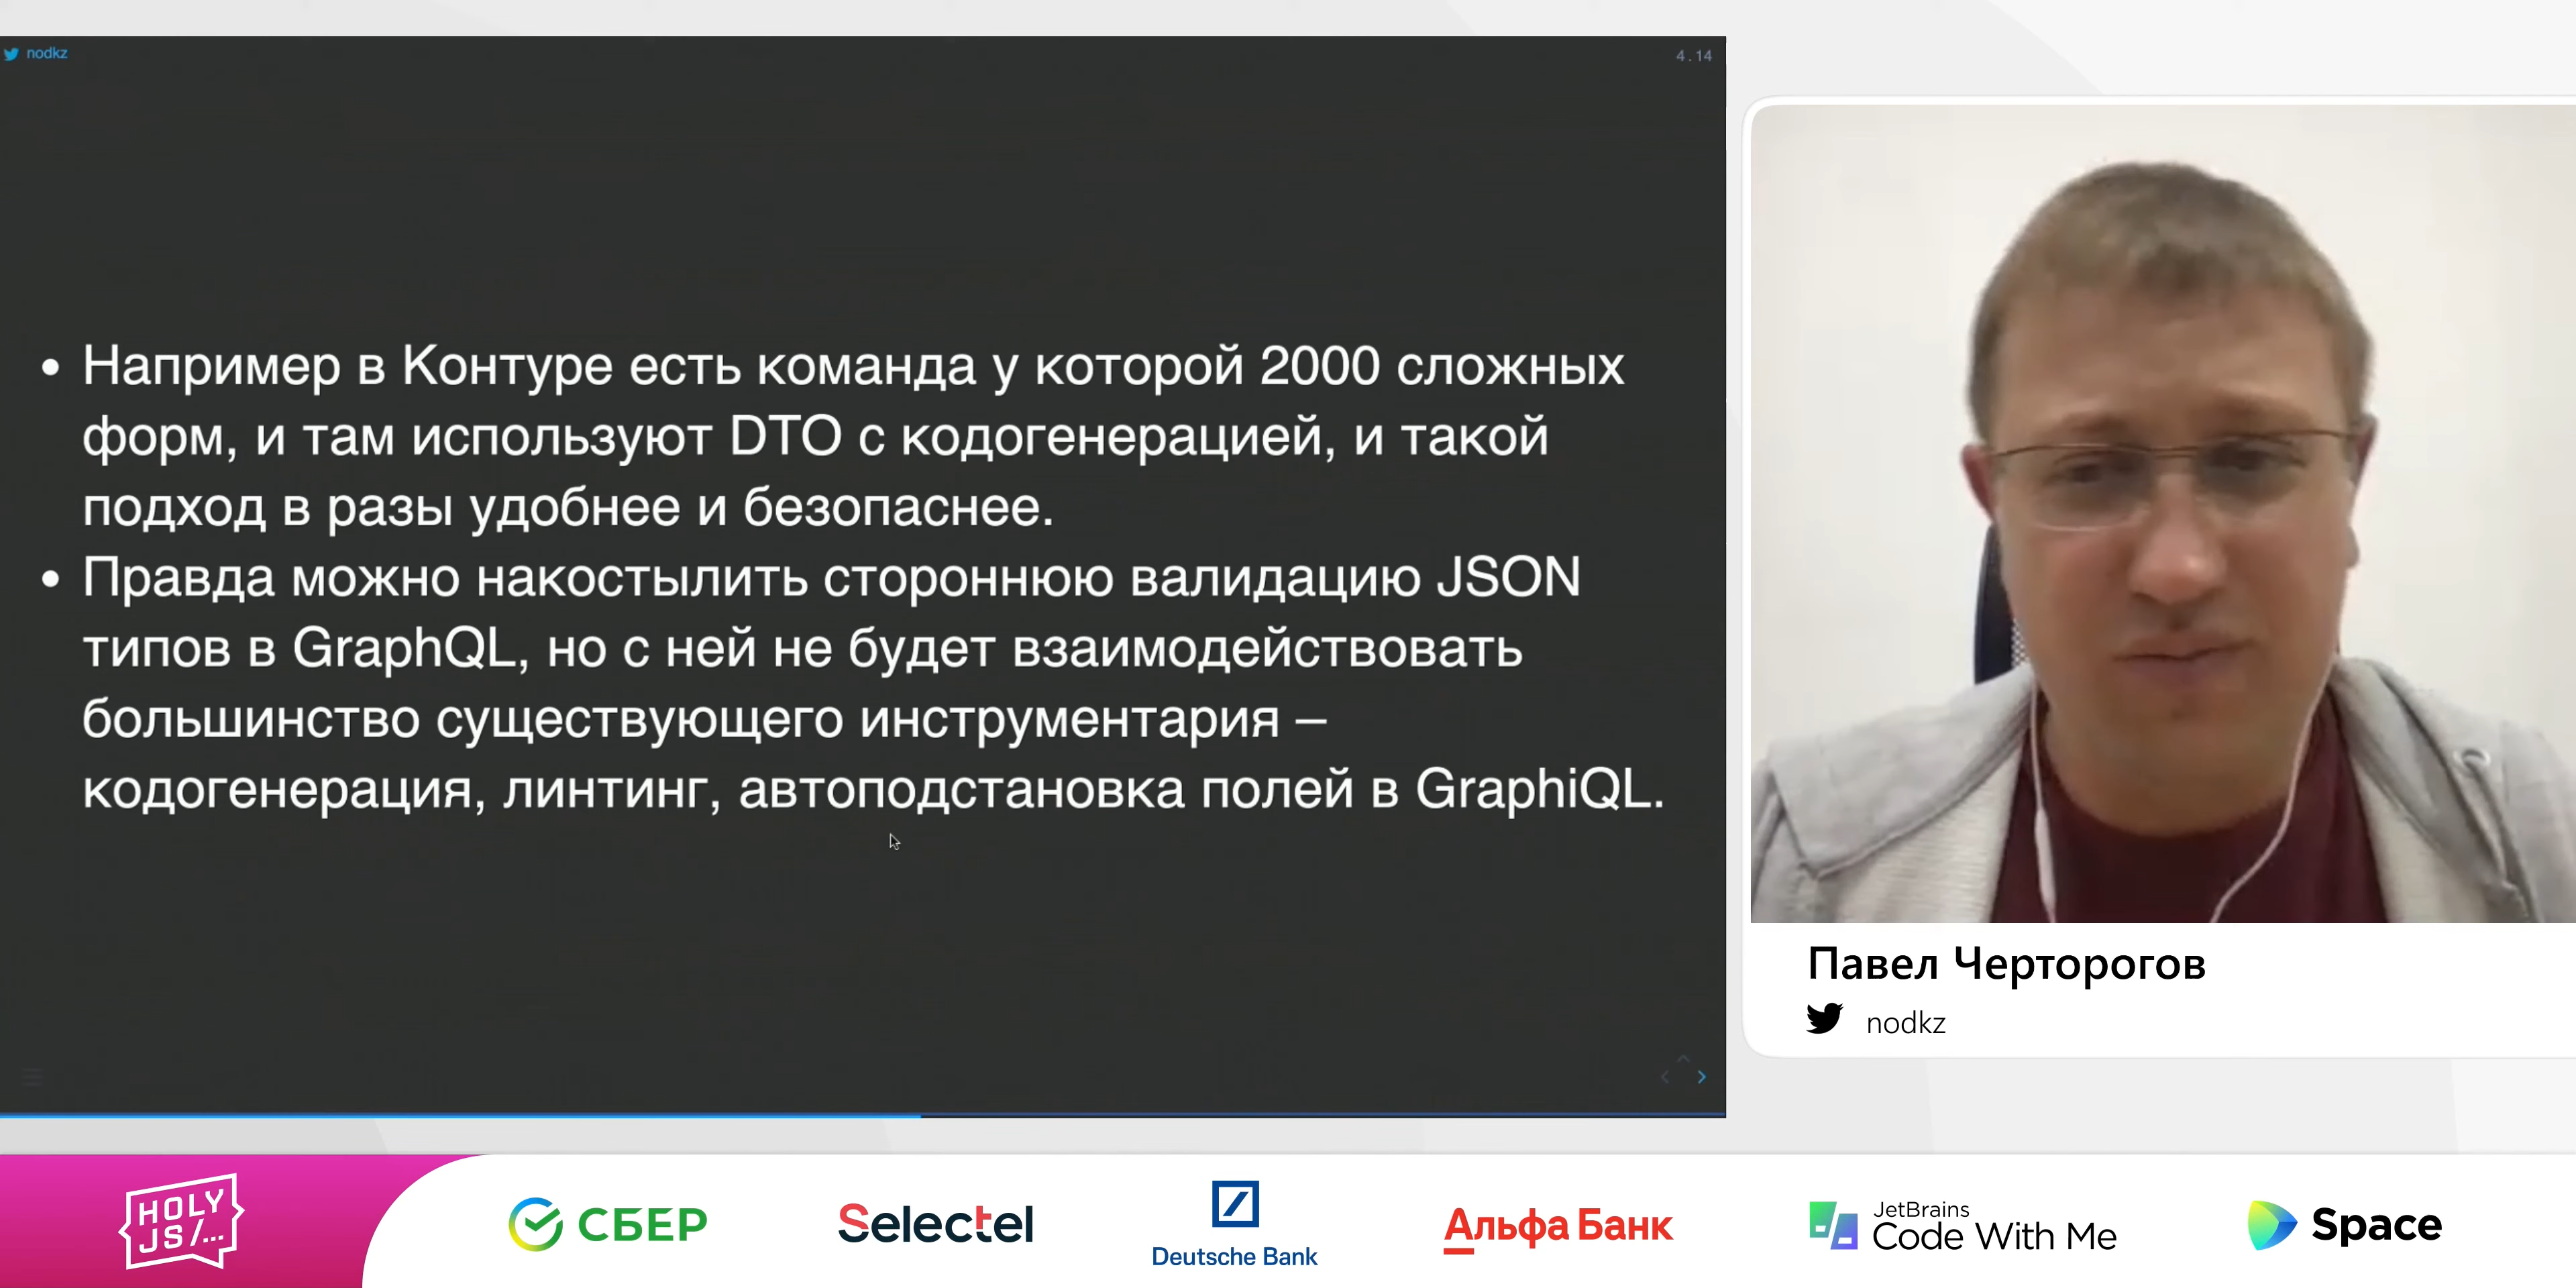 nodkz
4.14
• Например в Контуре есть команда у которой 2000 сложных
форм, и там используют DTO с кодогенерацией, и такой
подход в разы удобнее и безопаснее.
• Правда можно накостылить стороннюю валидацию JSON
типов в GraphQL, но с ней не будет взаимодействовать
большинство существующего инструментария –
кодогенерация, линтинг, автоподстановка полей в GraphiQL.
Павел Черторогов
nodkz
HOLY
JS/...
СБЕР
Selectel
Deutsche Bank
Альфа Банк
JetBrains
Code With Me
Space